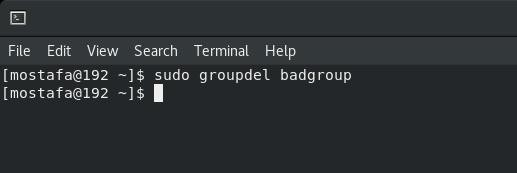 File Edit View Search Terminal Help
[mostafa@192 ~]$ sudo groupdel badgroup
[mostafa@192 ~]$